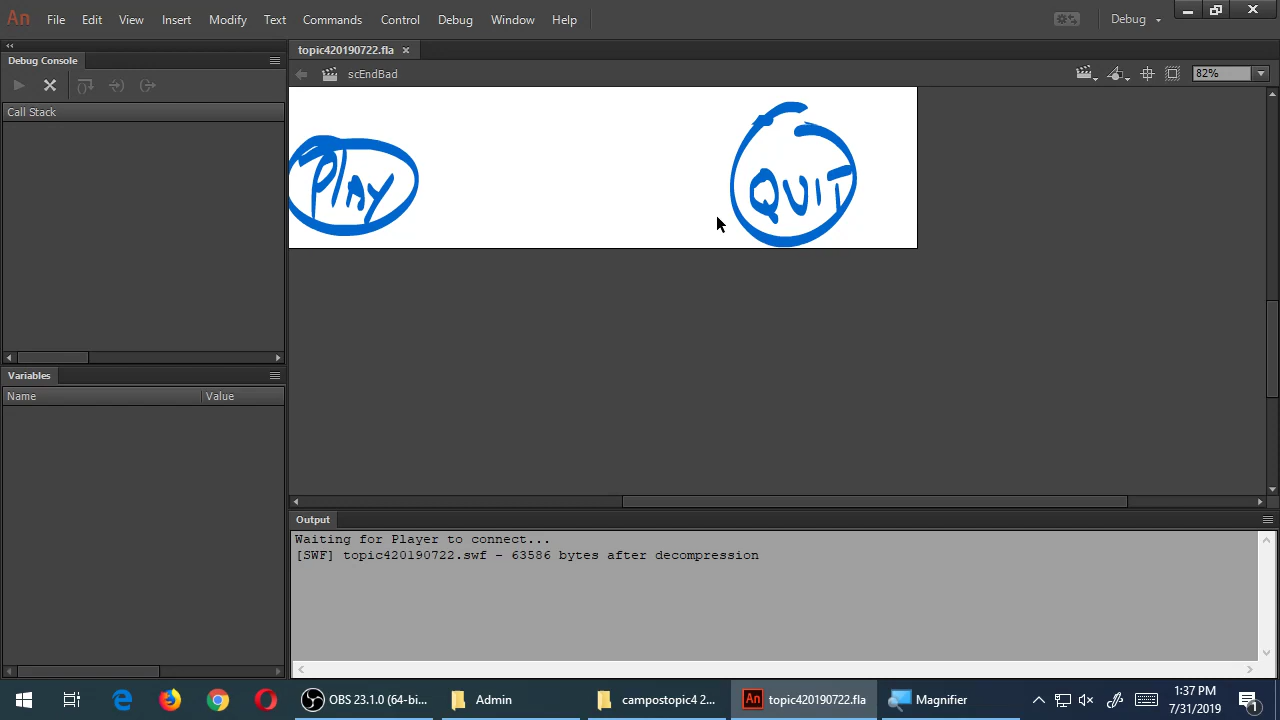 An File Edit View Insert Modify Text Commands Control Debug Window Help Debug
topic420190722.fla
Debug Console
scEndBad 82%
Call Stack
PlAY QUIT
Variables
Name Value
Output
Waiting for Player to connect...
[SWF] topic420190722.swf - 63586 bytes after decompression
OBS 23.1.0 (64-bi... Admin campostopic4 2... An topic420190722.fla Magnifier
1:37 PM
7/31/2019
1